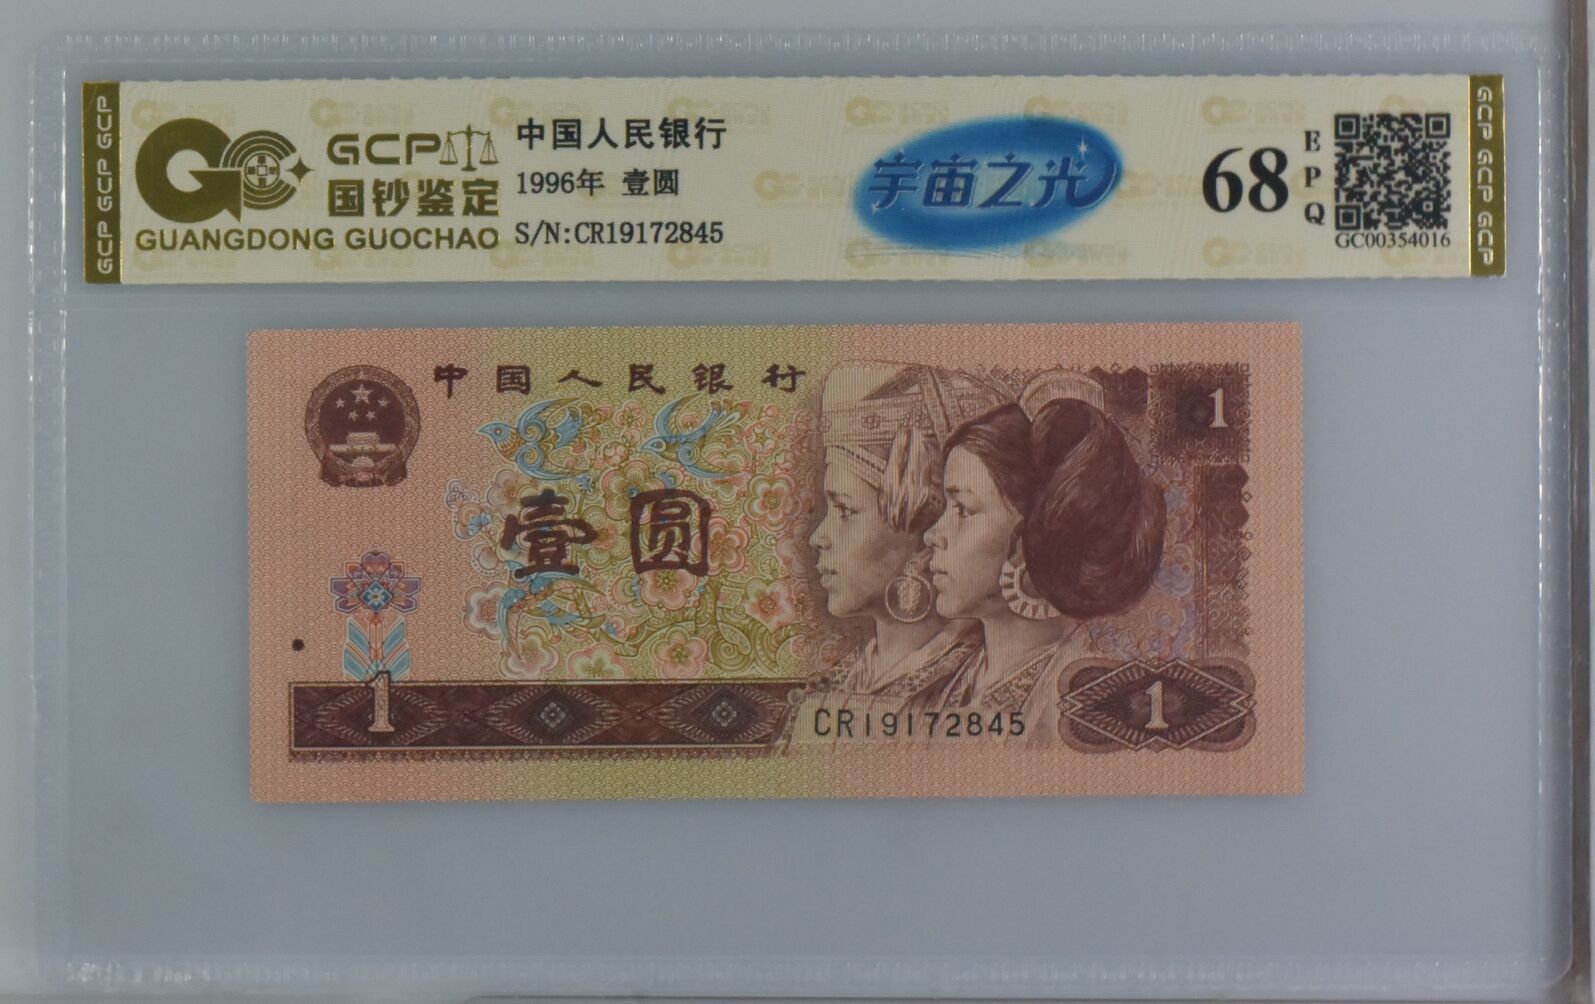 GCP GCP GCP
GCP
国钞鉴定
GUANGDONG GUOCHAO
中国人民银行
1996年 壹圆
S/N:CR19172845
宇宙之光
68
EPQ
GC00354016
GCP GCP GCP
中国人民银行
1
壹圆
1
CR19172845
1